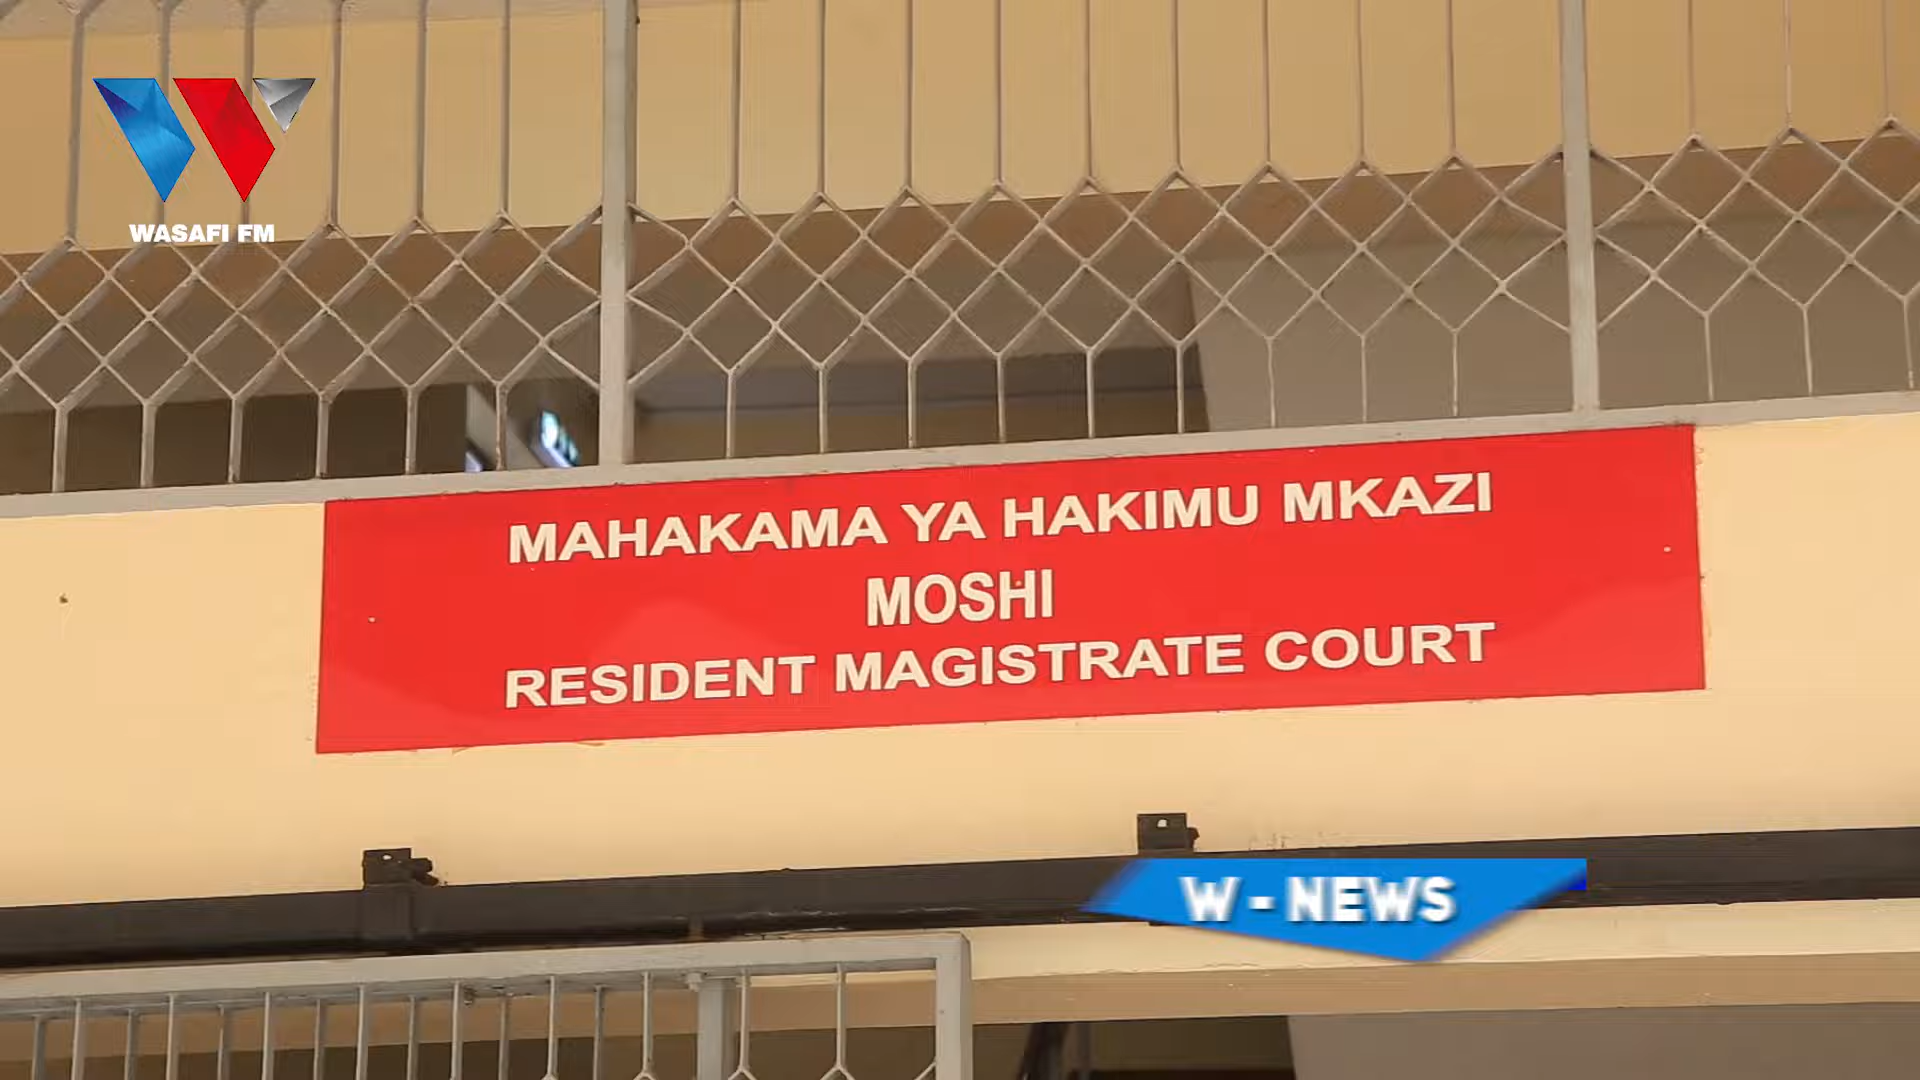 WASAFI FM
MAHAKAMA YA HAKIMU MKAZI
MOSHI
RESIDENT MAGISTRATE COURT
W - NEWS